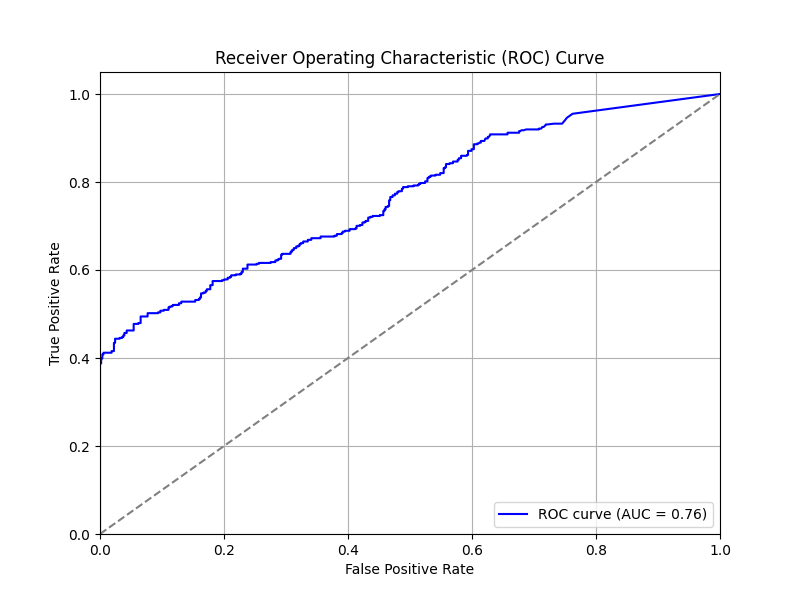 Receiver Operating Characteristic (ROC) Curve
1.0
0.8
0.6
0.4
0.2
0.0
True Positive Rate
0.0 0.2 0.4 0.6 0.8 1.0
False Positive Rate
ROC curve (AUC = 0.76)